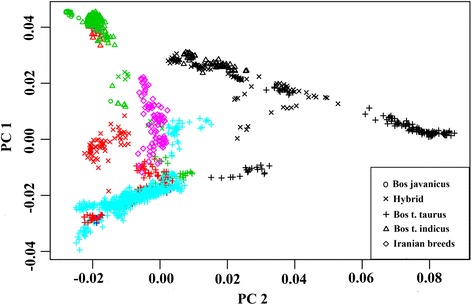 0.04
0.02
0.00
-0.02
-0.04
PC 1
-0.02
0.00
0.02
0.04
0.06
0.08
PC 2
Bos javanicus
Hybrid
Bos t. taurus
Bos t. indicus
Iranian breeds